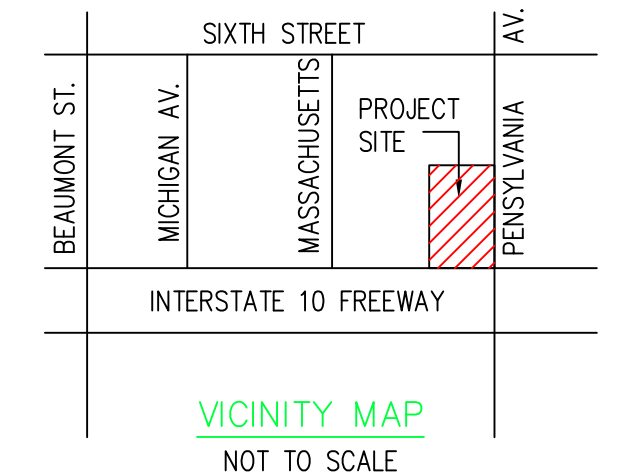 SIXTH STREET
BEAUMONT ST.
MICHIGAN AV.
MASSACHUSETTS
PROJECT
SITE
PENSYLVANIA AV.
INTERSTATE 10 FREEWAY
VICINITY MAP
NOT TO SCALE